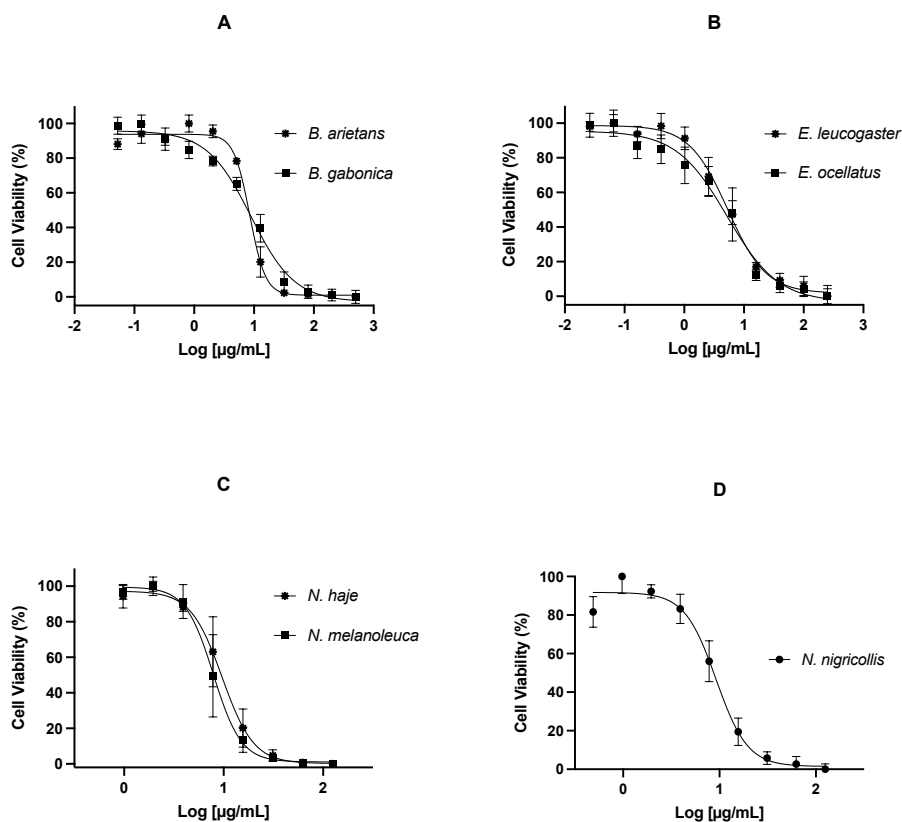 A
Cell Viability (%)
100
80
60
40
20
0
-2
-1
0
1
2
3
Log [µg/mL]
B. arietans
B. gabonica
B
Cell Viability (%)
100
80
60
40
20
0
-2
-1
0
1
2
3
Log [µg/mL]
E. leucogaster
E. ocellatus
C
Cell Viability (%)
100
80
60
40
20
0
0
1
2
Log [µg/mL]
N. haje
N. melanoleuca
D
Cell Viability (%)
100
80
60
40
20
0
0
1
2
Log [µg/mL]
N. nigricollis